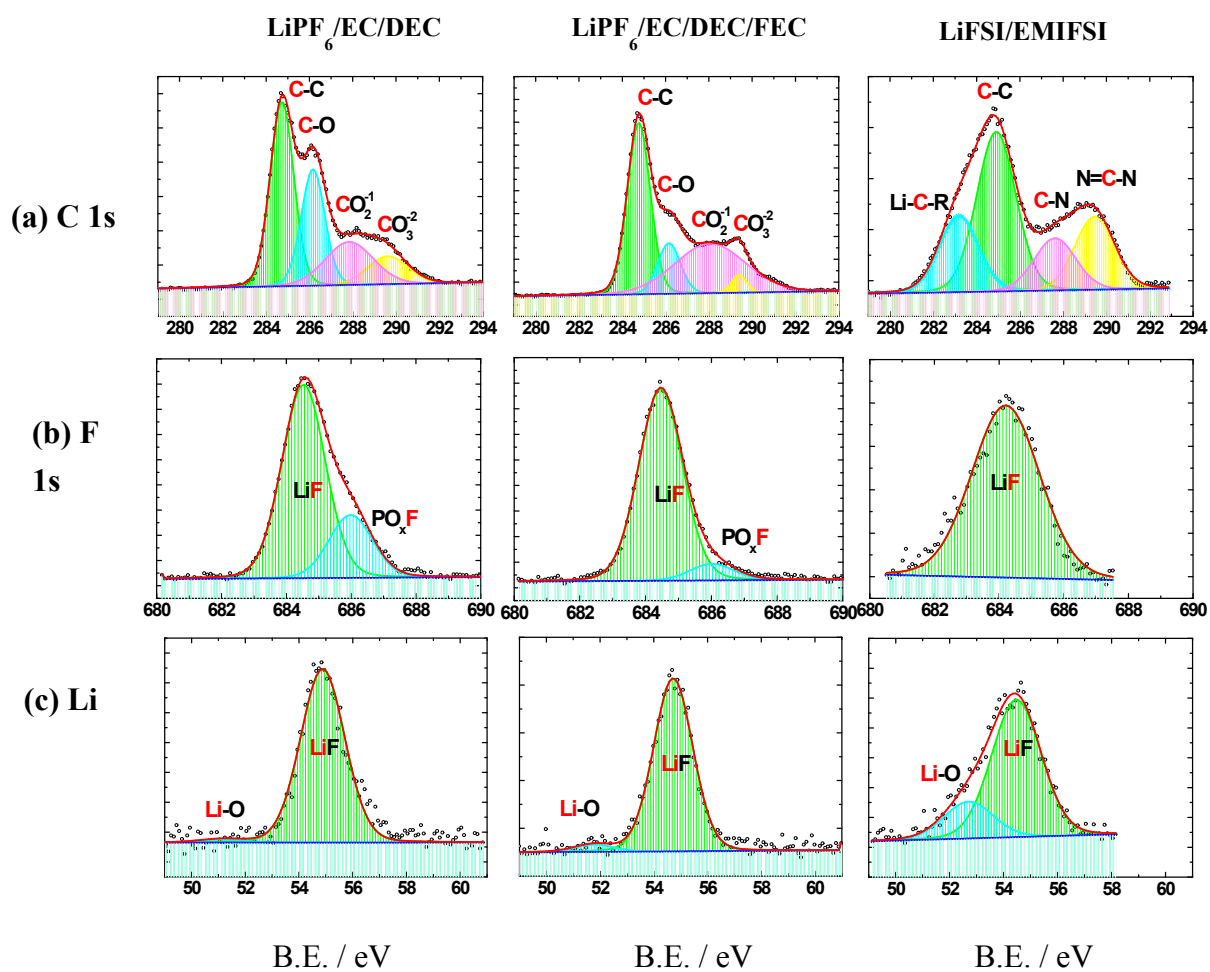 LiPF6/EC/DEC
LiPF6/EC/DEC/FEC
LiFSI/EMIFSI
(a) C 1s
C-C
C-O
CO2-1
CO3-2
280 282 284 286 288 290 292 294
C-C
C-O
CO2-1
CO3-2
280 282 284 286 288 290 292 294
Li-C-R
C-C
C-N
N=C-N
280 282 284 286 288 290 292 294
(b) F
1s
LiF
POxF
680 682 684 686 688 690
LiF
POxF
680 682 684 686 688 690
LiF
680 682 684 686 688 690
(c) Li
Li-O
LiF
50 52 54 56 58 60
Li-O
LiF
50 52 54 56 58 60
Li-O
LiF
50 52 54 56 58 60
B.E. / eV
B.E. / eV
B.E. / eV